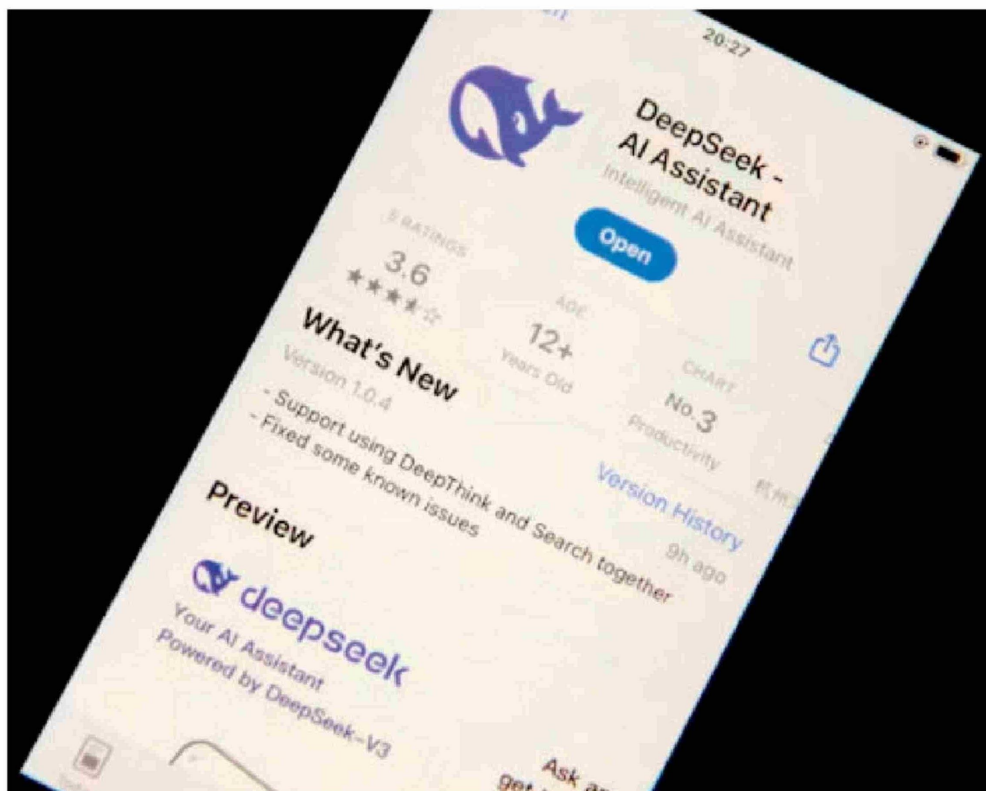 20:27
DeepSeek -
AI Assistant
Intelligent AI Assistant
Open
5 RATINGS
3.6
★★★★☆
AGE
12+
Years Old
CHART
No.3
Productivity
What's New
Version History
Version 1.0.4
9h ago
- Support using DeepThink and Search together
- Fixed some known issues
Preview
deepseek
Your AI Assistant
Powered by DeepSeek-V3
Ask